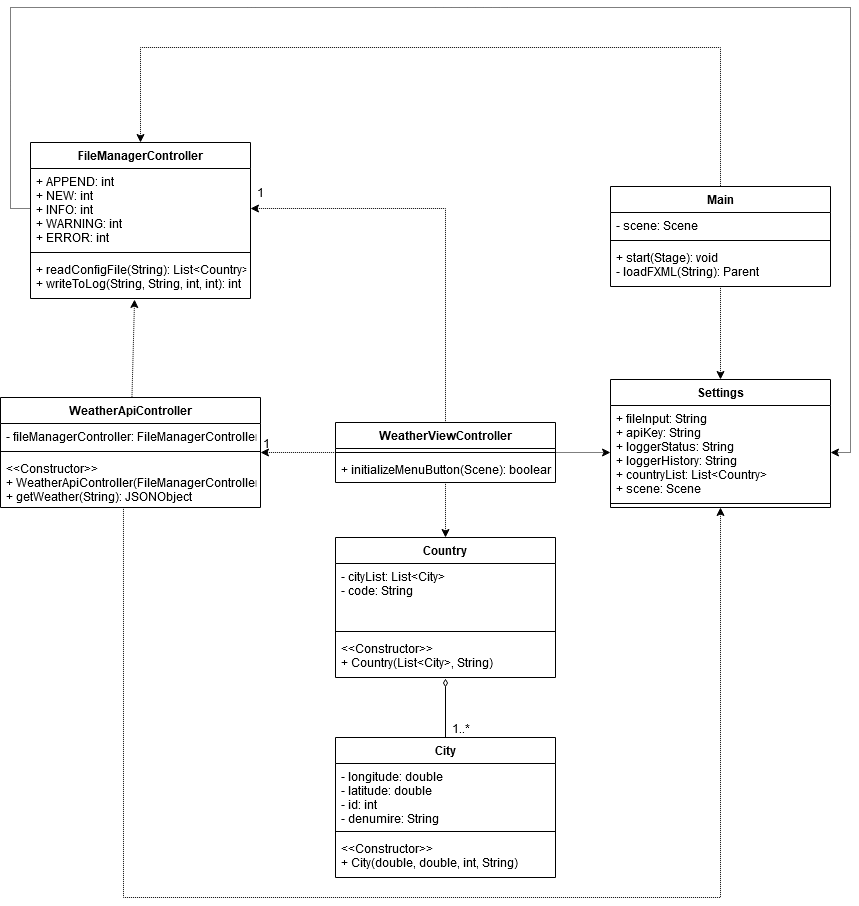 FileManagerController
+ APPEND: int
+ NEW: int
+ INFO: int
+ WARNING: int
+ ERROR: int
+ readConfigFile(String): List<Country>
+ writeToLog(String, String, int, int): int
1
Main
- scene: Scene
+ start(Stage): void
- loadFXML(String): Parent
WeatherApiController
- fileManagerController: FileManagerController
<<Constructor>>
+ WeatherApiController(FileManagerController
+ getWeather(String): JSONObject
1
WeatherViewController
+ initializeMenuButton(Scene): boolear
Settings
+ fileInput: String
+ apiKey: String
+ loggerStatus: String
+ loggerHistory: String
+ countryList: List<Country>
+ scene: Scene
Country
- cityList: List<City>
- code: String
<<Constructor>>
+ Country(List<City>, String)
1..*
City
- longitude: double
- latitude: double
- id: int
- denumire: String
<<Constructor>>
+ City(double, double, int, String)